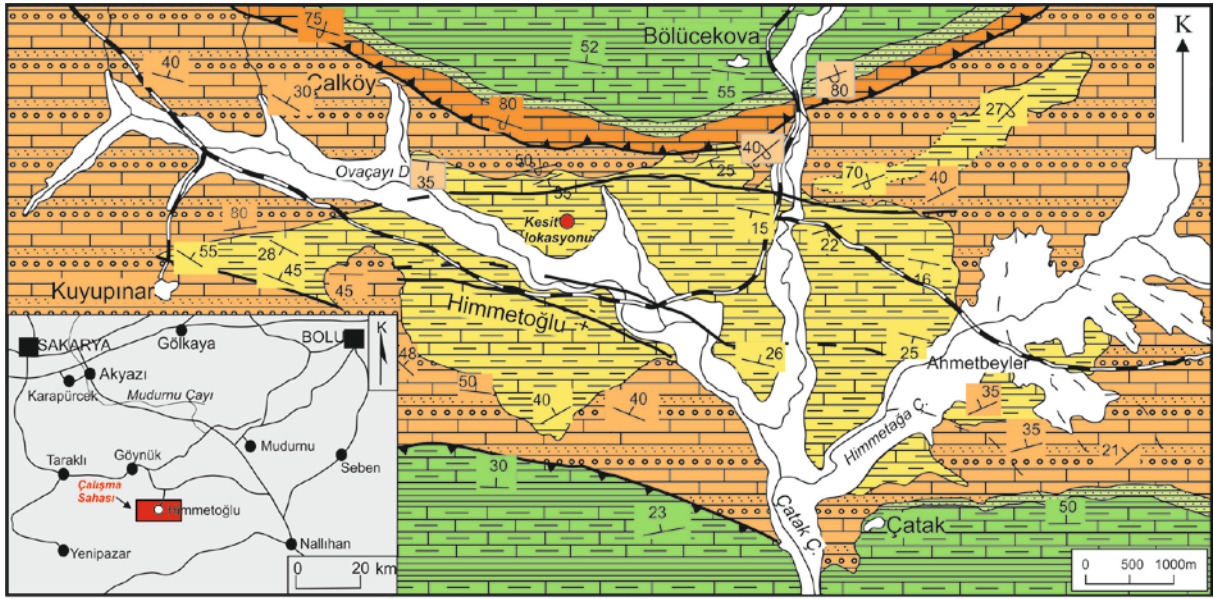 75
40
52
Bölücekova
K
Çalköy
30
55
80
80
27
50
40
25
Ovaçayı D
35
55
70
40
80
Kesit
lokasyonu
15
22
55
28
45
16
Kuyupınar
45
Himmetoğlu
26
25
48
50
40
40
Ahmetbeyler
35
35
21
Himmetağa Ç.
30
23
Çatak Ç.
Çatak
50
0 500 1000m
SAKARYA
Gölkaya
BOLU
K
Akyazı
Karapürçek
Mudurnu Çayı
Mudurnu
Göynük
Taraklı
Seben
Çalışma
Sahası
Himmetoğlu
Yenipazar
Nallıhan
0 20 km